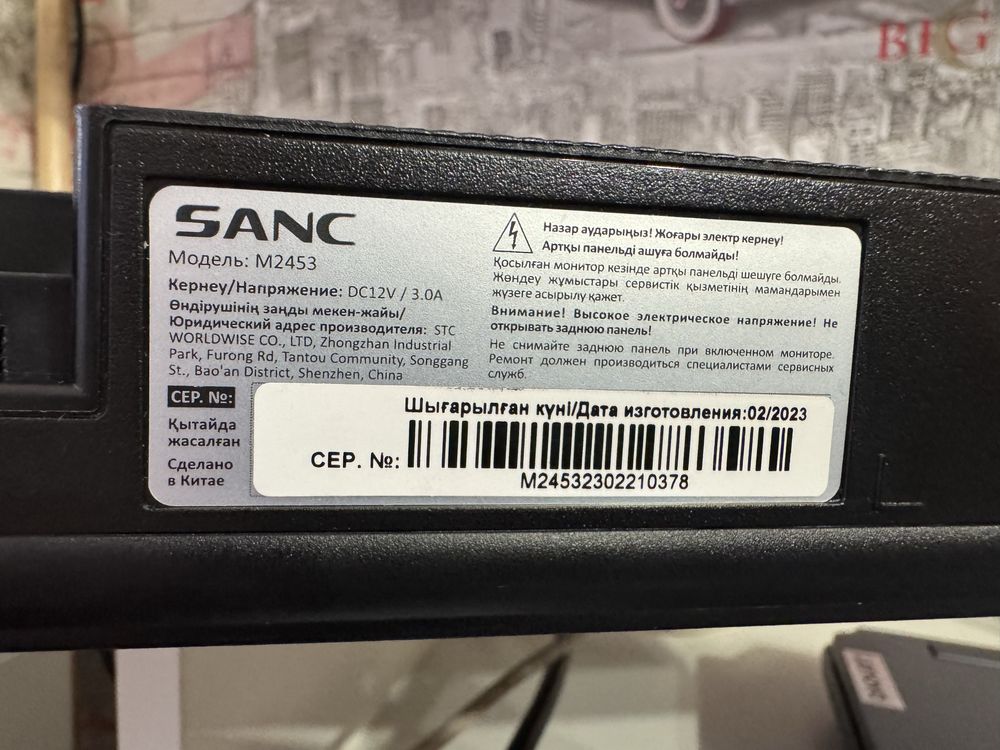 BIG
SANC
Модель: M2453
Кернеу/Напряжение: DC12V / 3.0A
Өндірушінің заңды мекен-жайы/
Юридический адрес производителя: STC
WORLDWISE CO., LTD, Zhongzhan Industrial
Park, Furong Rd, Tantou Community, Songgang
St., Bao'an District, Shenzhen, China
СЕР. №:
Қытайда
жасалған
Сделано
в Китае
Назар аударыңыз! Жоғары электр кернеу!
Артқы панельді ашуға болмайды!
Қосылған монитор кезінде артқы панельді шешуге болмайды.
Жөндеу жұмыстары сервистік қызметінің мамандарымен
жүзеге асырылу қажет.
Внимание! Высокое электрическое напряжение! Не
открывать заднюю панель!
Не снимайте заднюю панель при включенном мониторе.
Ремонт должен производиться специалистами сервисных
служб.
Шығарылған күні/Дата изготовления:02/2023
СЕР. №:
M24532302210378
Lenovo